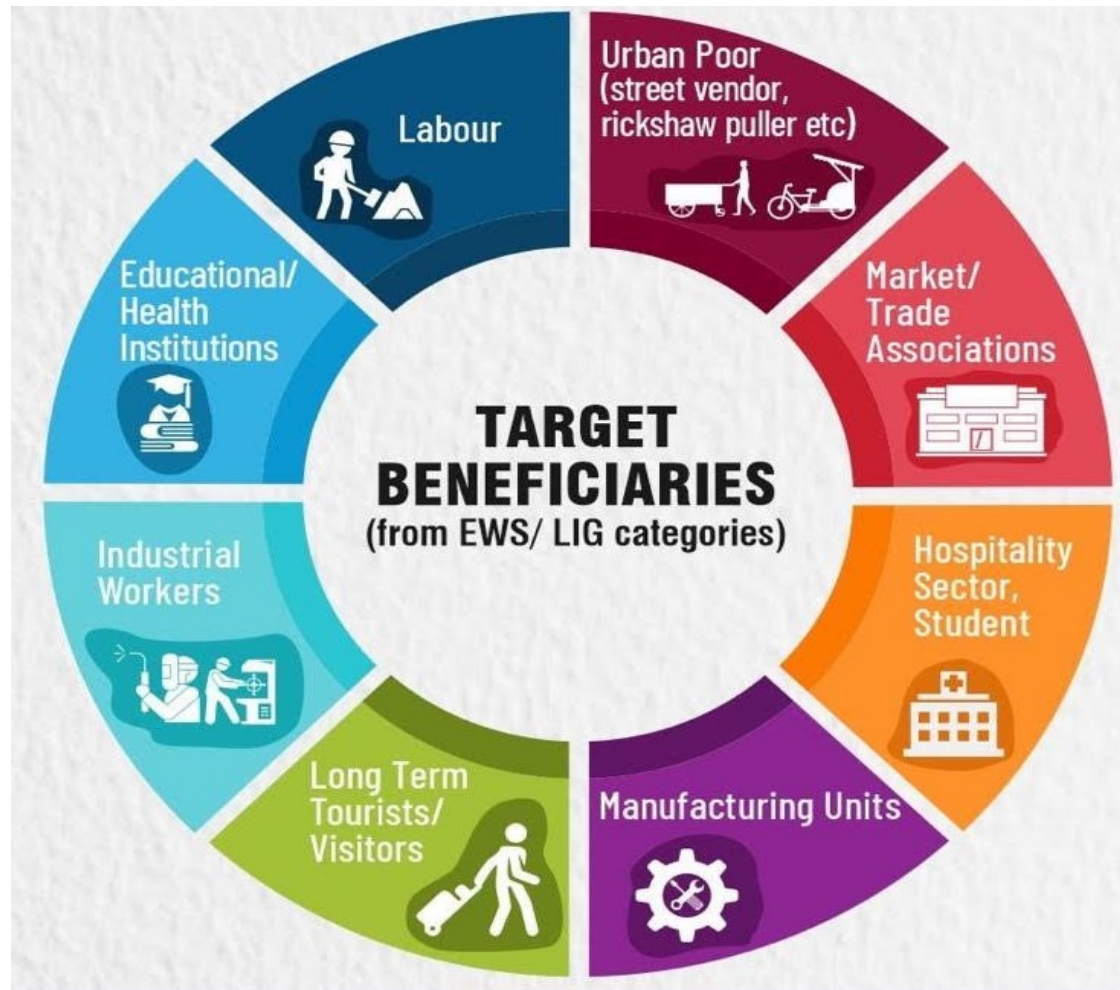 TARGET
BENEFICIARIES
(from EWS/ LIG categories)
Urban Poor
(street vendor,
rickshaw puller etc)
Market/
Trade
Associations
Hospitality
Sector,
Student
Manufacturing Units
Long Term
Tourists/
Visitors
Industrial
Workers
Educational/
Health
Institutions
Labour